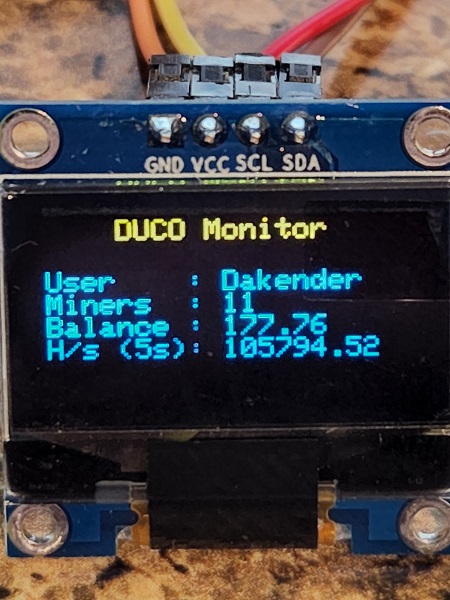 GND VCC SCL SDA
DUCO Monitor
User : Dakender
Miners : 11
Balance : 177.76
H/s (5s): 105794.52